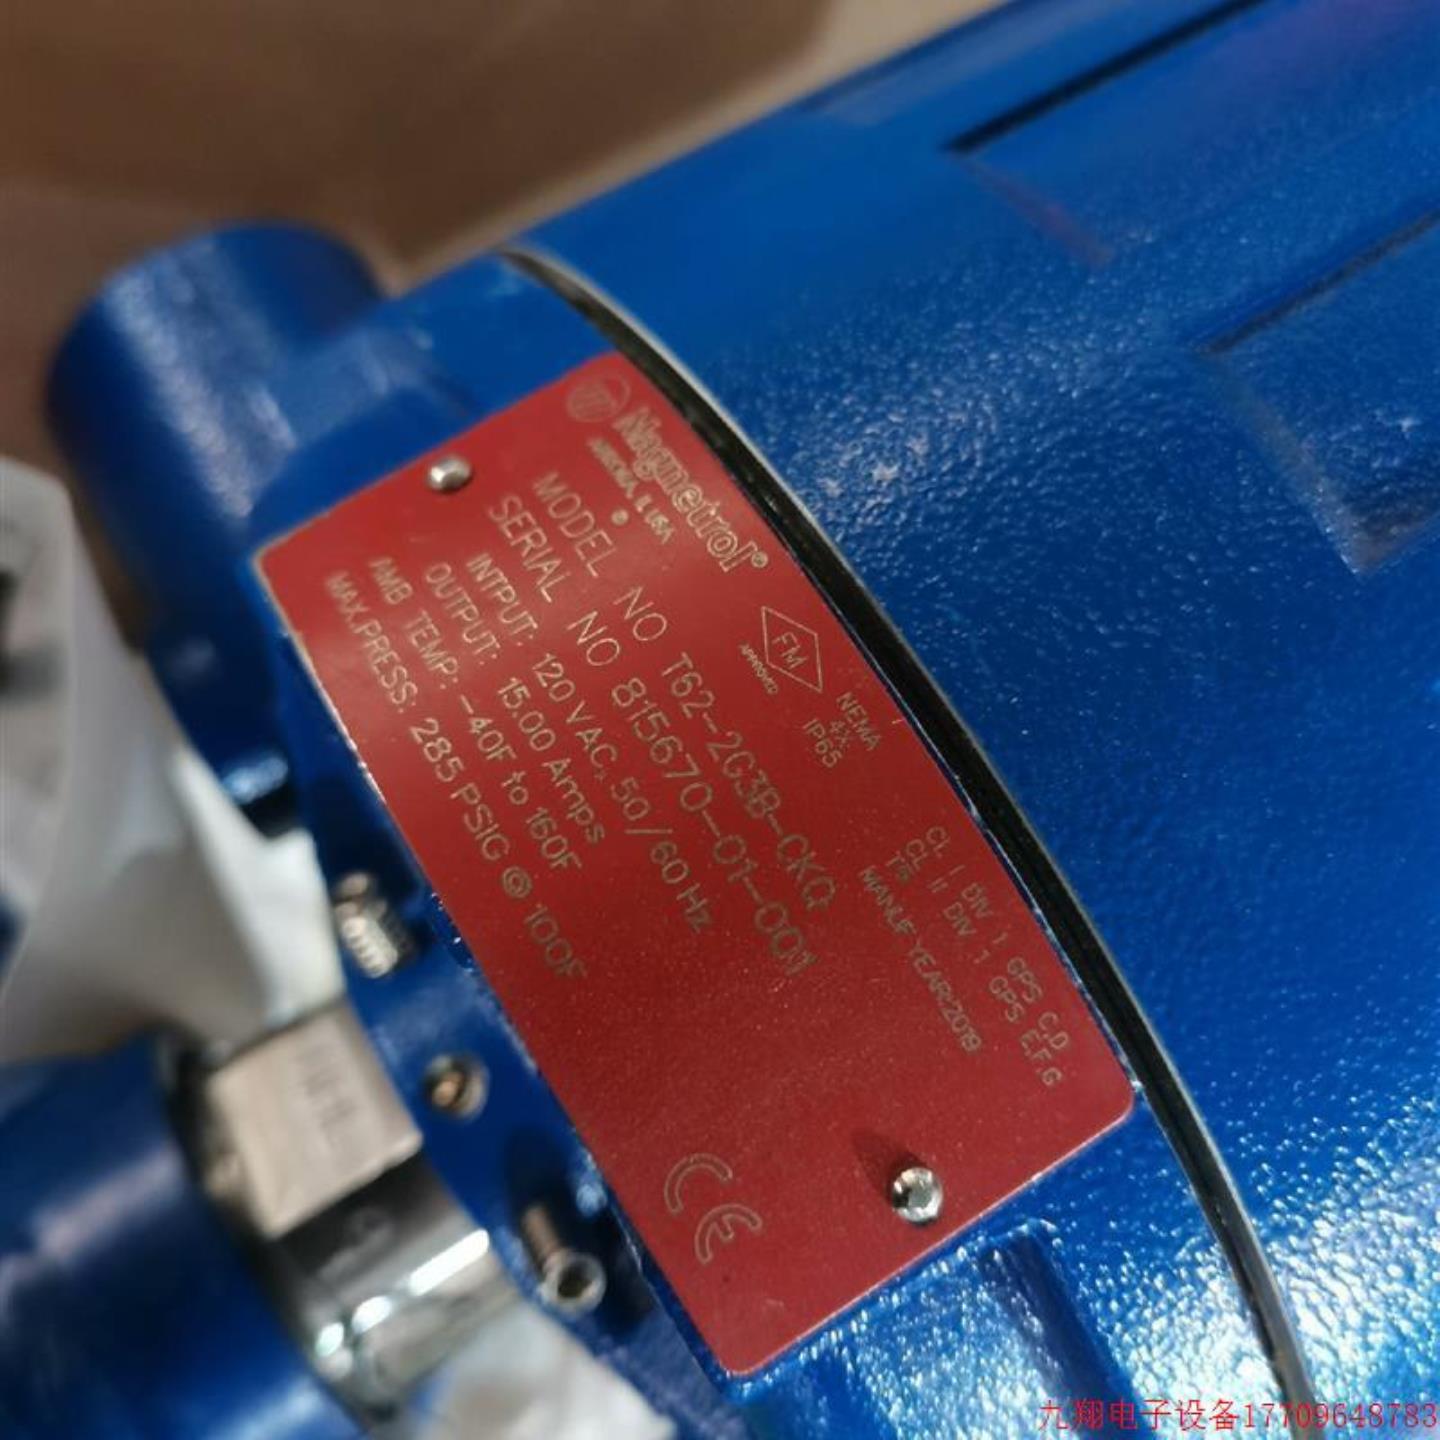 Magnetrol®
USA
FM
APPROVED
NEMA
4X
IP65
MODEL NO T62-2G3B-CKQ
SERIAL NO 815670-01-001
INTPUT: 120 VAC, 50/60 Hz
OUTPUT: 15.00 Amps
AMB TEMP: -40F to 160F
MAX.PRESS: 285 PSIG @ 100F
CL I DIV 1 GPS C,D
CL II DIV 1 GPS E,F,G
T6
MANUF YEAR:2019
CE
九翔电子设备17709648783